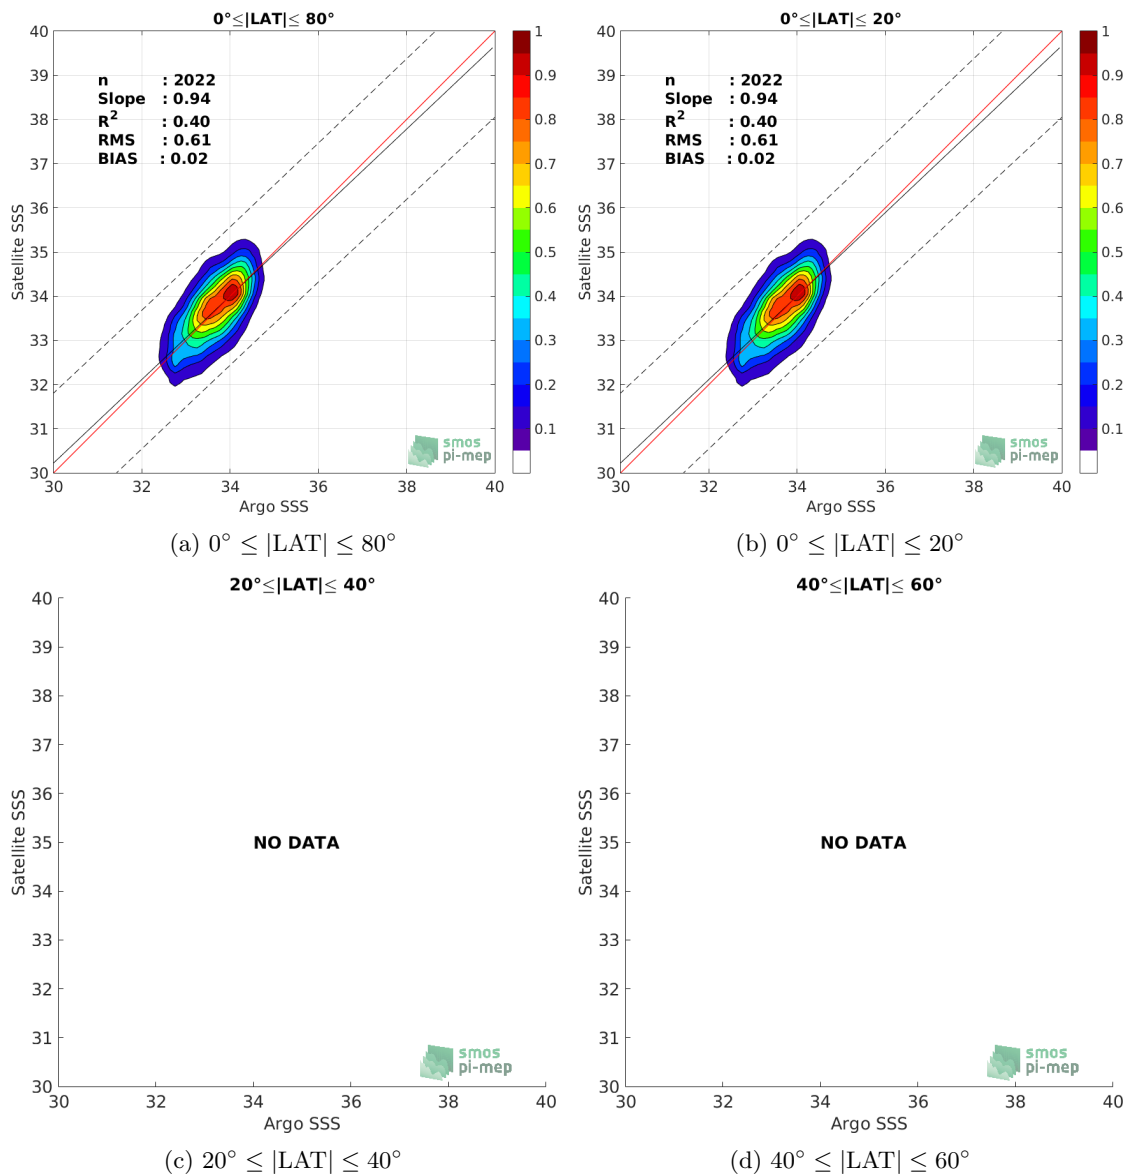 0°≤|LAT|≤ 80°
40
39
38
37
36
35
34
33
32
31
30
Satellite SSS
n : 2022
Slope : 0.94
R2 : 0.40
RMS : 0.61
BIAS : 0.02
smos
pi-mep
30 32 34 36 38 40
Argo SSS
1
0.9
0.8
0.7
0.6
0.5
0.4
0.3
0.2
0.1
(a) 0° ≤ |LAT| ≤ 80°
0°≤|LAT|≤ 20°
40
39
38
37
36
35
34
33
32
31
30
Satellite SSS
n : 2022
Slope : 0.94
R2 : 0.40
RMS : 0.61
BIAS : 0.02
smos
pi-mep
30 32 34 36 38 40
Argo SSS
1
0.9
0.8
0.7
0.6
0.5
0.4
0.3
0.2
0.1
(b) 0° ≤ |LAT| ≤ 20°
20°≤|LAT|≤ 40°
40
39
38
37
36
35
34
33
32
31
30
Satellite SSS
NO DATA
smos
pi-mep
30 32 34 36 38 40
Argo SSS
(c) 20° ≤ |LAT| ≤ 40°
40°≤|LAT|≤ 60°
40
39
38
37
36
35
34
33
32
31
30
Satellite SSS
NO DATA
smos
pi-mep
30 32 34 36 38 40
Argo SSS
(d) 40° ≤ |LAT| ≤ 60°